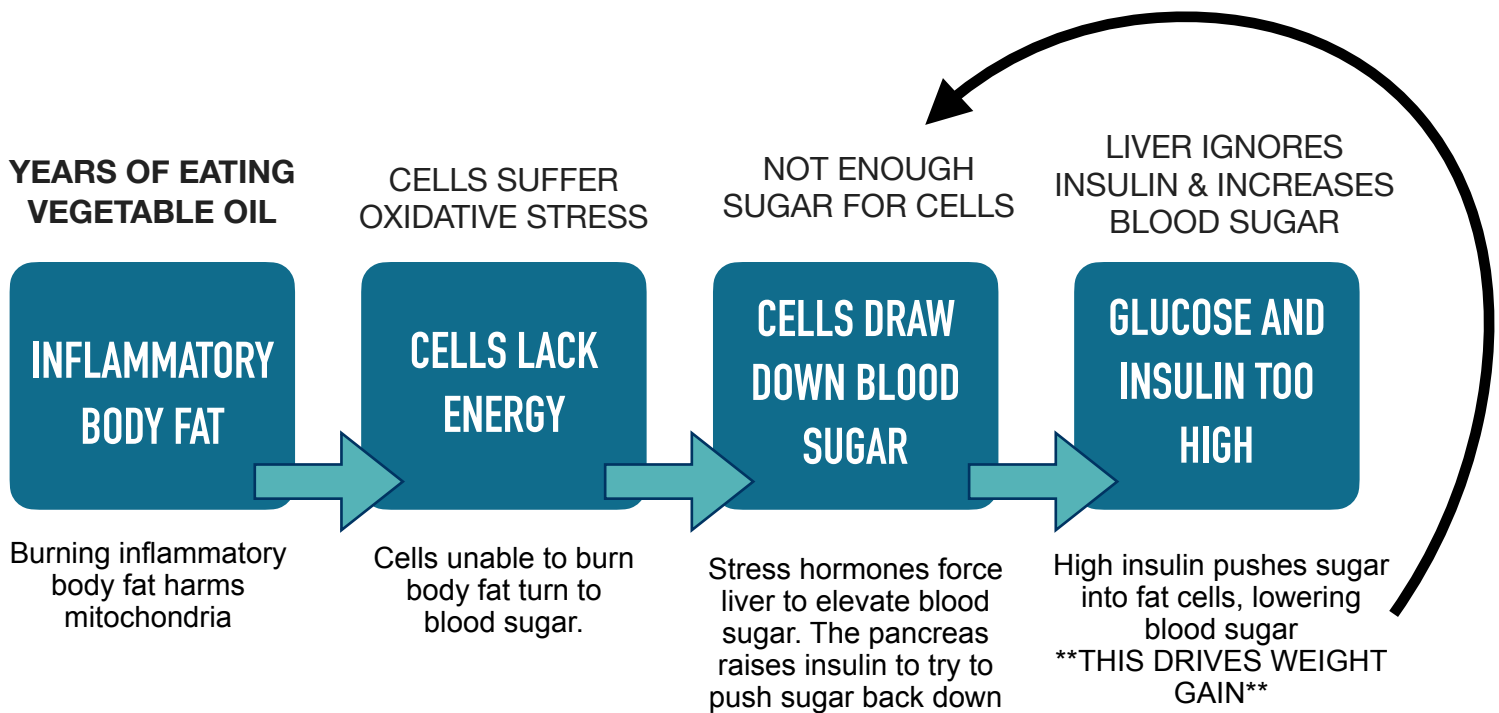 YEARS OF EATING
VEGETABLE OIL
INFLAMMATORY
BODY FAT
Burning inflammatory
body fat harms
mitochondria
CELLS SUFFER
OXIDATIVE STRESS
CELLS LACK
ENERGY
Cells unable to burn
body fat turn to
blood sugar.
NOT ENOUGH
SUGAR FOR CELLS
CELLS DRAW
DOWN BLOOD
SUGAR
Stress hormones force
liver to elevate blood
sugar. The pancreas
raises insulin to try to
push sugar back down
LIVER IGNORES
INSULIN & INCREASES
BLOOD SUGAR
GLUCOSE AND
INSULIN TOO
HIGH
High insulin pushes sugar
into fat cells, lowering
blood sugar
**THIS DRIVES WEIGHT
GAIN**